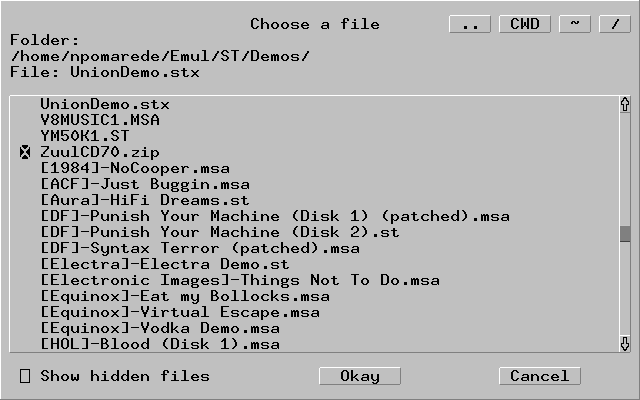 Choose a file .. CWD ~ /
Folder:
/home/npomarede/Emul/ST/Demos/
File: UnionDemo.stx
UnionDemo.stx
V8MUSIC1.MSA
YM50K1.ST
ZuulCD70.zip
[1984]-NoCooper.msa
[ACF]-Just Buggin.msa
[Aura]-HiFi Dreams.st
[DF]-Punish Your Machine (Disk 1) (patched).msa
[DF]-Punish Your Machine (Disk 2).st
[DF]-Syntax Terror (patched).msa
[Electra]-Electra Demo.st
[Electronic Images]-Things Not To Do.msa
[Equinox]-Eat my Bollocks.msa
[Equinox]-Virtual Escape.msa
[Equinox]-Vodka Demo.msa
[HOL]-Blood (Disk 1).msa
Show hidden files Okay Cancel